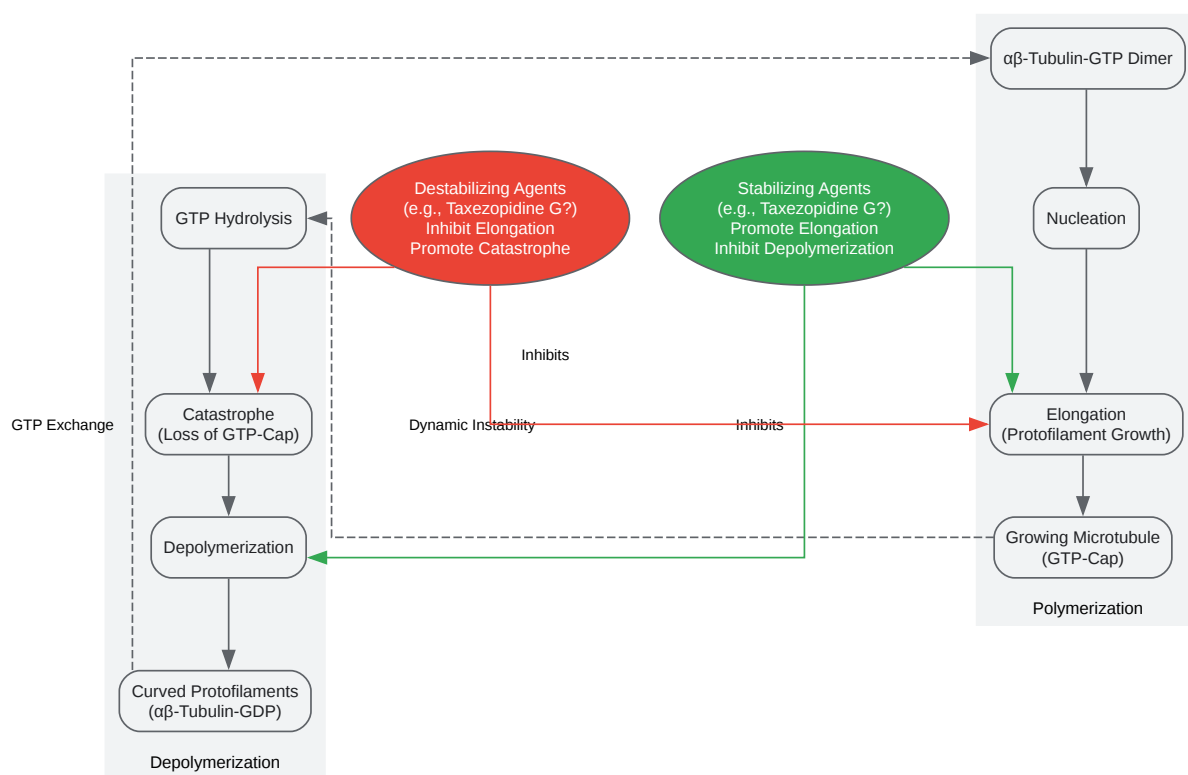 αβ-Tubulin-GTP Dimer
Destabilizing Agents
(e.g., Taxezopidine G?)
Inhibit Elongation
Promote Catastrophe
Stabilizing Agents
(e.g., Taxezopidine G?)
Promote Elongation
Inhibit Depolymerization
GTP Hydrolysis
Nucleation
Inhibits
GTP Exchange
Catastrophe
(Loss of GTP-Cap)
Dynamic Instability
Inhibits
Elongation
(Protofilament Growth)
Depolymerization
Growing Microtubule
(GTP-Cap)
Polymerization
Curved Protofilaments
(αβ-Tubulin-GDP)
Depolymerization